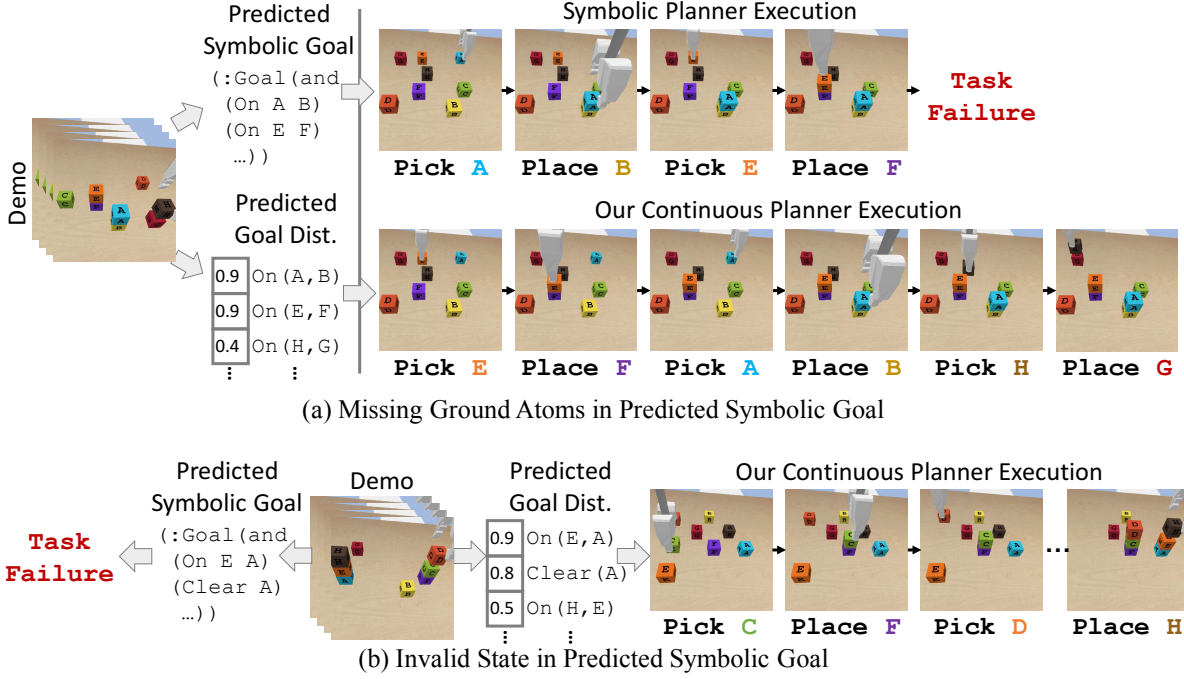 Symbolic Planner Execution
Predicted
Symbolic Goal
(:Goal(and
(On A B)
(On E F)
…))
Task
Failure
Pick A
Place B
Pick E
Place F
Demo
Predicted
Goal Dist.
0.9 On(A,B)
0.9 On(E,F)
0.4 On(H,G)
⋮ ⋮
Our Continuous Planner Execution
Pick E
Place F
Pick A
Place B
Pick H
Place G
(a) Missing Ground Atoms in Predicted Symbolic Goal
Predicted
Symbolic Goal
(:Goal(and
(On E A)
(Clear A)
…))
Task
Failure
Demo
Predicted
Goal Dist.
0.9 On(E,A)
0.8 Clear(A)
0.5 On(H,E)
⋮ ⋮
Our Continuous Planner Execution
...
Pick C
Place F
Pick D
Place H
(b) Invalid State in Predicted Symbolic Goal